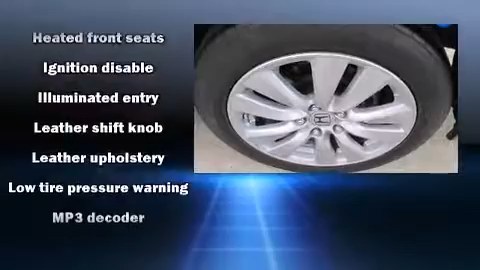 Heated front seats
Ignition disable
Illuminated entry
Leather shift knob
Leather upholstery
Low tire pressure warning
MP3 decoder